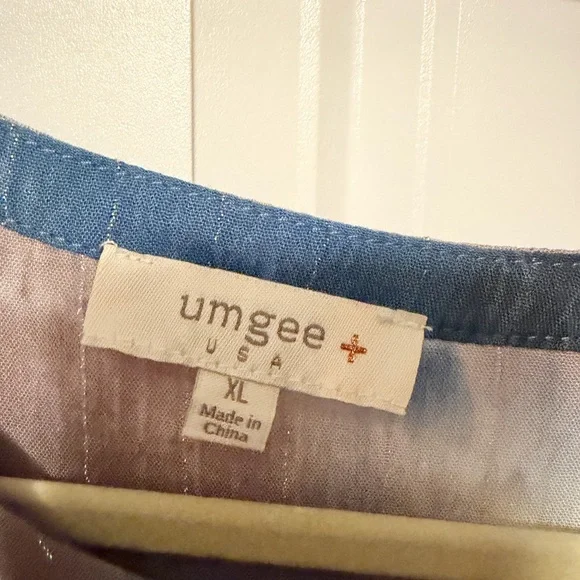 umgee +
USA
XL
Made in
China